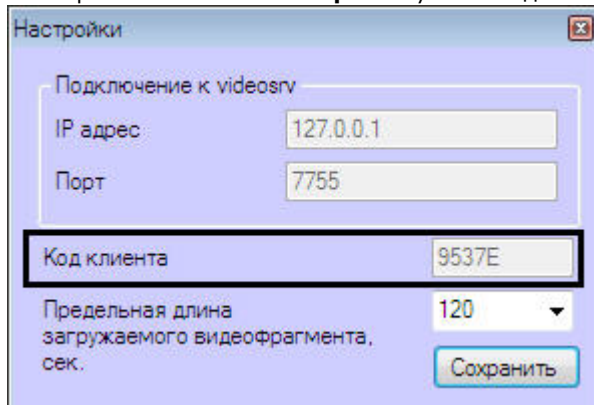 Настройки
Подключение к videosrv
IP адрес 127.0.0.1
Порт 7755
Код клиента 9537E
Предельная длина 120
загружаемого видеофрагмента,
сек.
Сохранить